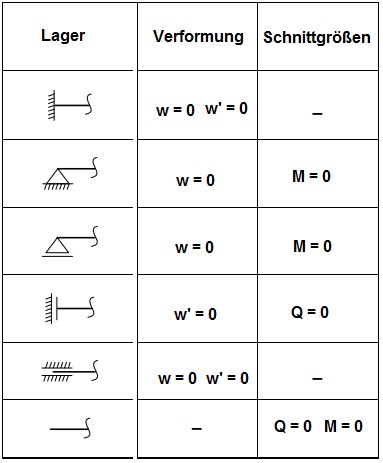 Lager Verformung Schnittgrößen
w = 0 w' = 0 –
w = 0 M = 0
w = 0 M = 0
w' = 0 Q = 0
w = 0 w' = 0 –
– Q = 0 M = 0